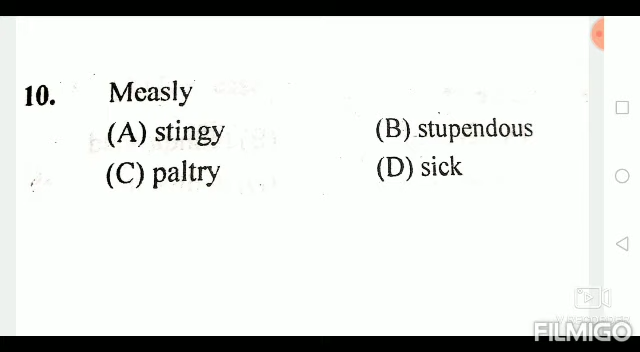 10. Measly
(A) stingy (B) stupendous
(C) paltry (D) sick
FILMIGO